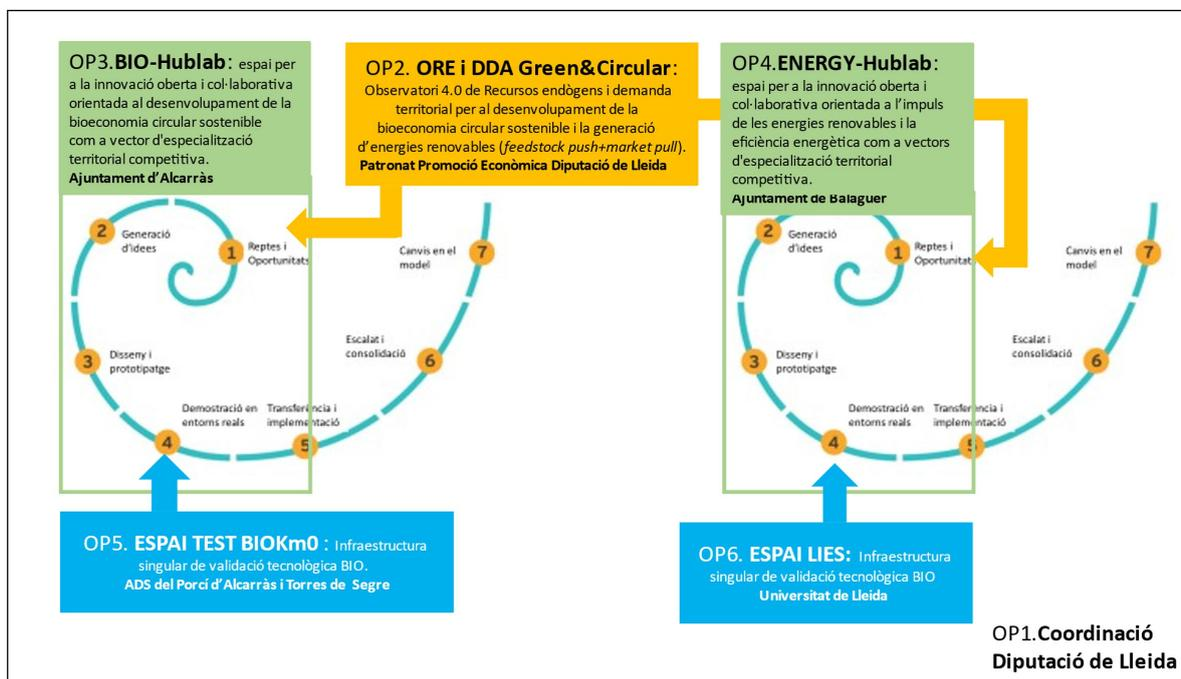 OP3.BIO-Hublab: espai per
a la innovació oberta i col·laborativa
orientada al desenvolupament de la
bioeconomia circular sostenible
com a vector d'especialització
territorial competitiva.
Ajuntament d'Alcarràs
OP2. ORE i DDA Green&Circular:
Observatori 4.0 de Recursos endògens i demanda
territorial per al desenvolupament de la
bioeconomia circular sostenible i la generació
d'energies renovables (feedstock push+market pull).
Patronat Promoció Econòmica Diputació de Lleida
OP4.ENERGY-Hublab:
espai per a la innovació oberta i
col·laborativa orientada a l'impuls
de les energies renovables i la
eficiència energètica com a vectors
d'especialització territorial
competitiva.
Ajuntament de Balaguer
2
Generació
d'idees
1
Reptes i
Oportunitats
Canvis en el
model
7
3
Disseny i
prototipatge
Escalat i
consolidació
6
Demostració en
entorns reals
4
Transferència i
implementació
5
2
Generació
d'idees
1
Reptes i
Oportunitats
Canvis en el
model
7
3
Disseny i
prototipatge
Escalat i
consolidació
6
Demostració en
entorns reals
4
Transferència i
implementació
5
OP5. ESPAI TEST BIOKm0 : Infraestructura
singular de validació tecnològica BIO.
ADS del Porcí d'Alcarràs i Torres de Segre
OP6. ESPAI LIES: Infraestructura
singular de validació tecnològica BIO
Universitat de Lleida
OP1.Coordinació
Diputació de Lleida